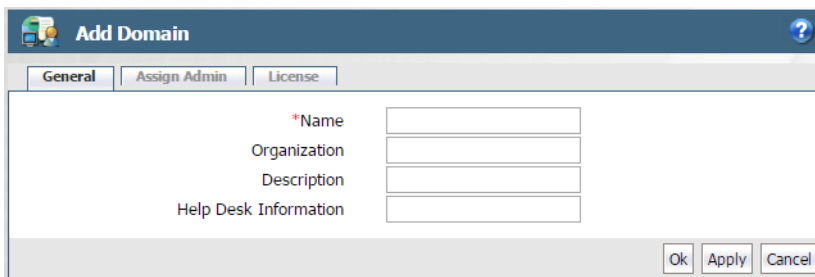 Add Domain
?
General Assign Admin License
*Name
Organization
Description
Help Desk Information
Ok Apply Cancel